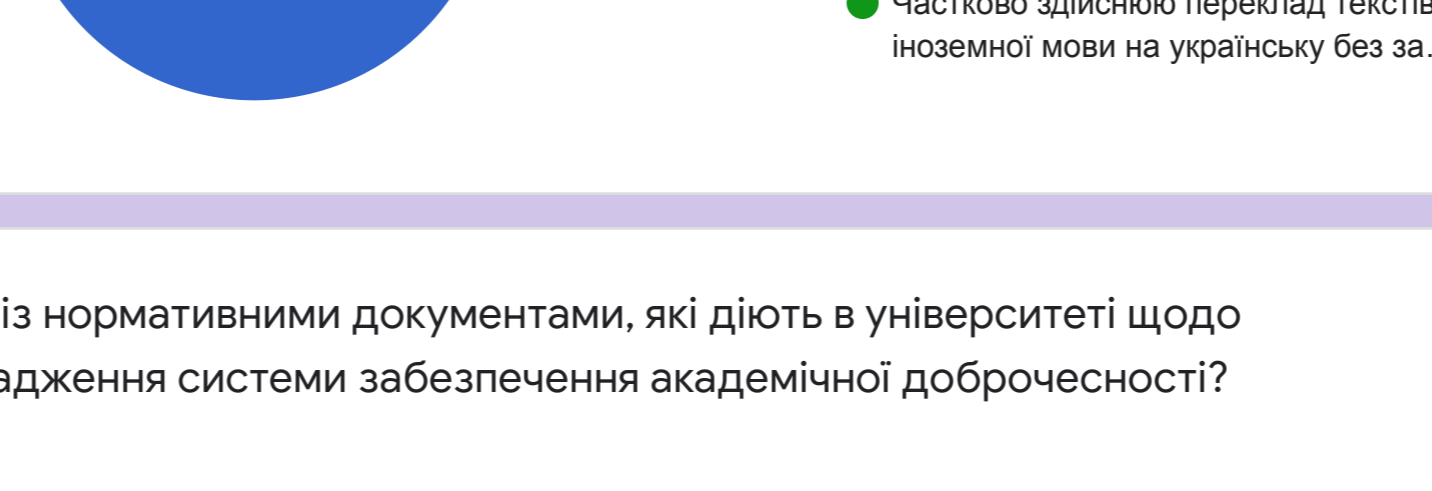 Частково здійснюю переклад текстів
іноземної мови на українську без за...
із нормативними документами, які діють в університеті щодо
адження системи забезпечення академічної доброчесності?